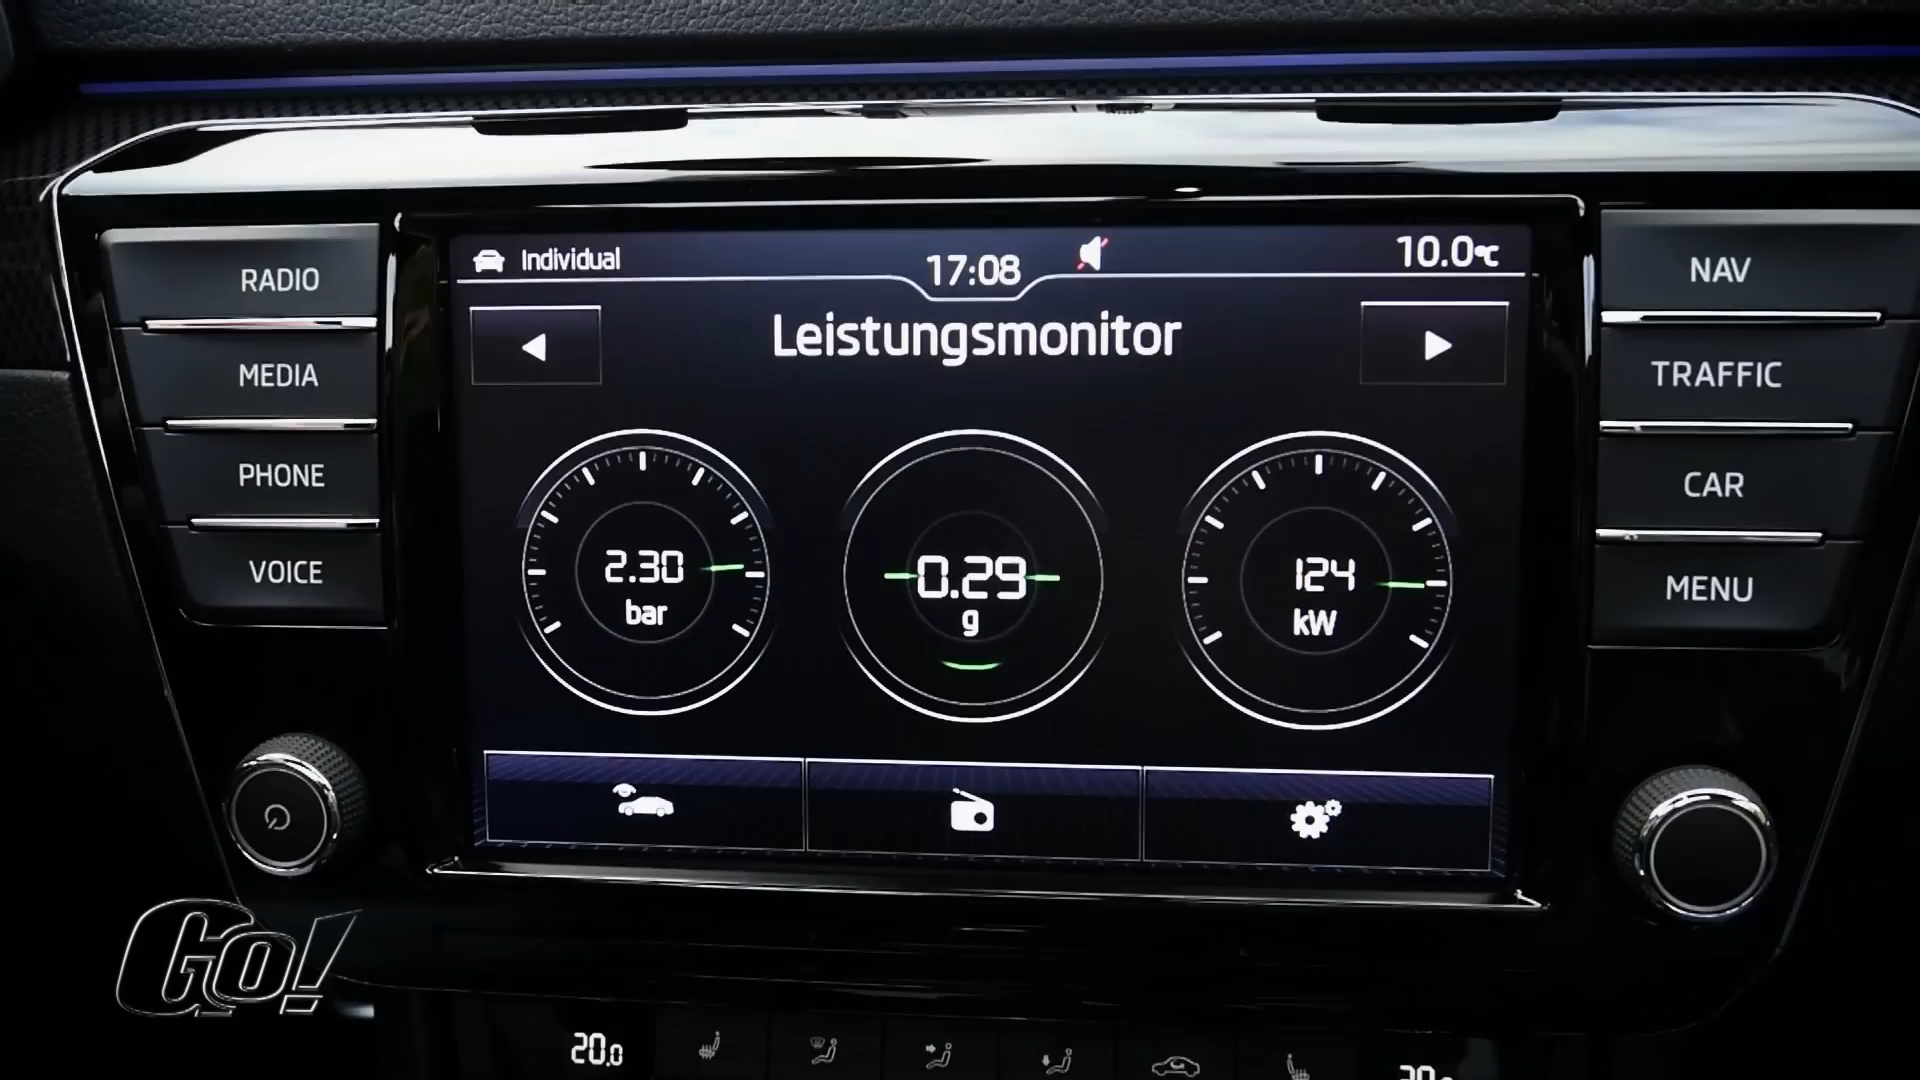 RADIO
MEDIA
PHONE
VOICE
Individual
17:08
10.0°C
Leistungsmonitor
2.30
bar
0.29
g
124
kW
NAV
TRAFFIC
CAR
MENU
Go!
20.0